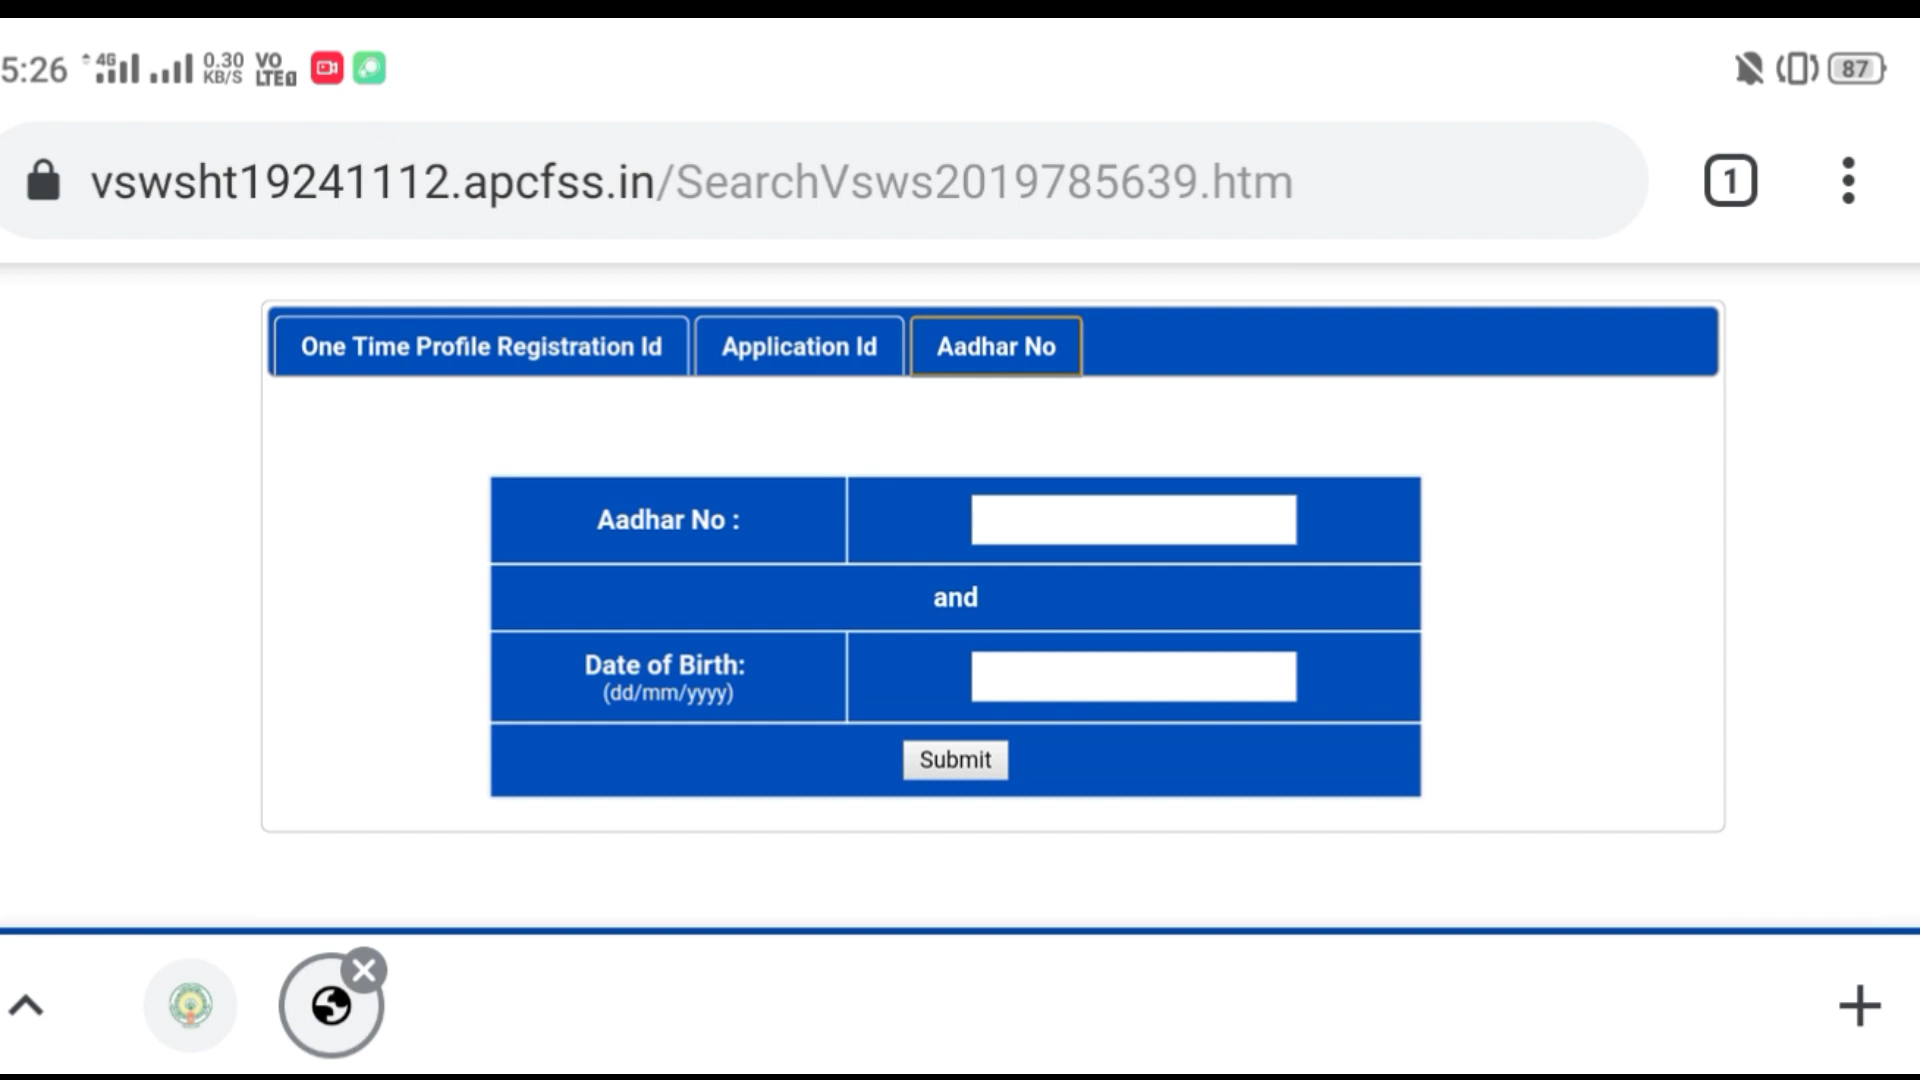 5:26 4G 0.30 KB/S VO LTE 87
vswsht19241112.apcfss.in/SearchVsws2019785639.htm 1
One Time Profile Registration Id Application Id Aadhar No
Aadhar No :
and
Date of Birth:
(dd/mm/yyyy)
Submit